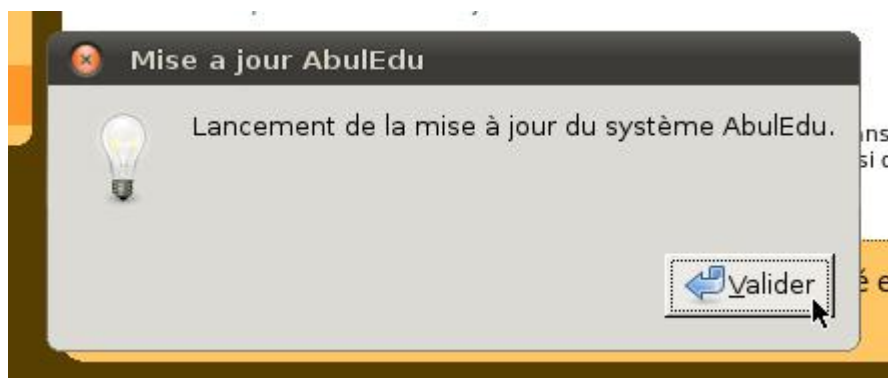 Mise a jour AbulEdu
Lancement de la mise à jour du système AbulEdu.
Valider